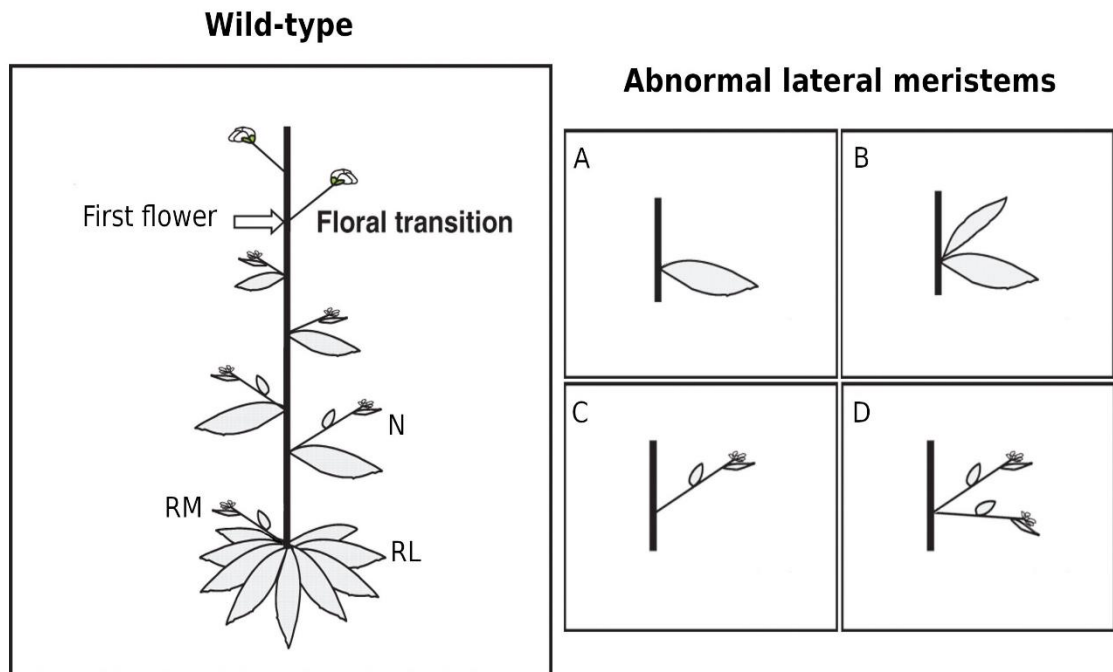 Wild-type
First flower
Floral transition
N
RM
RL
Abnormal lateral meristems
A
B
C
D